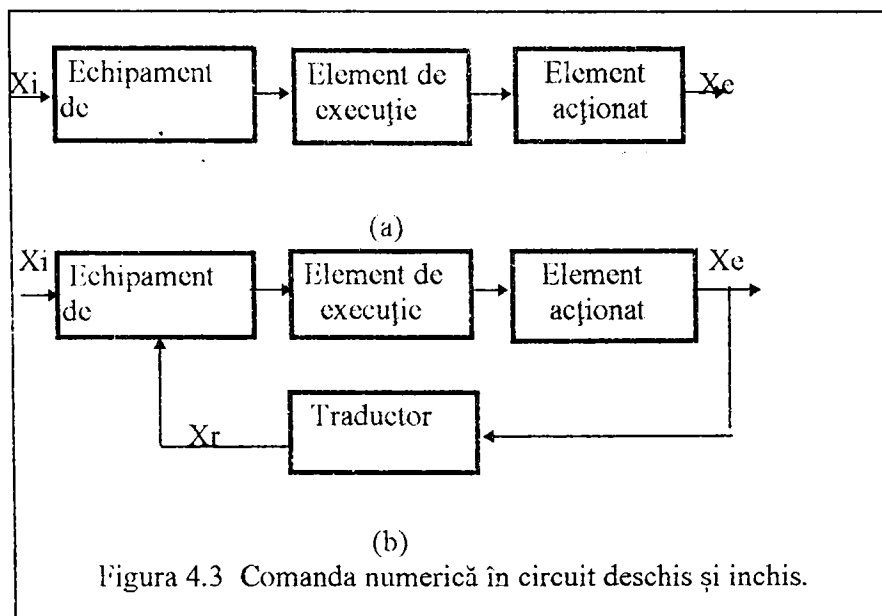 Xi
Echipament
de
Element de
execuţie
Element
acţionat
Xe
(a)
Xi
Echipament
de
Element de
execuţie
Element
acţionat
Xe
Traductor
Xr
(b)
Figura 4.3 Comanda numerică în circuit deschis și inchis.